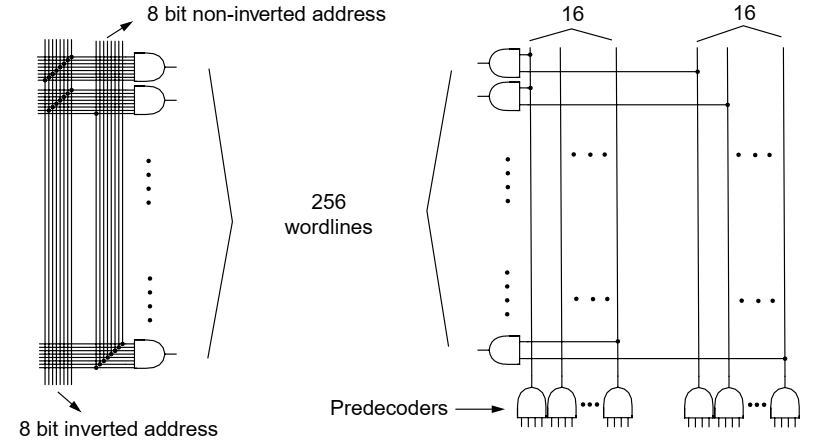 8 bit non-inverted address
16
16
256
wordlines
Predecoders
8 bit inverted address